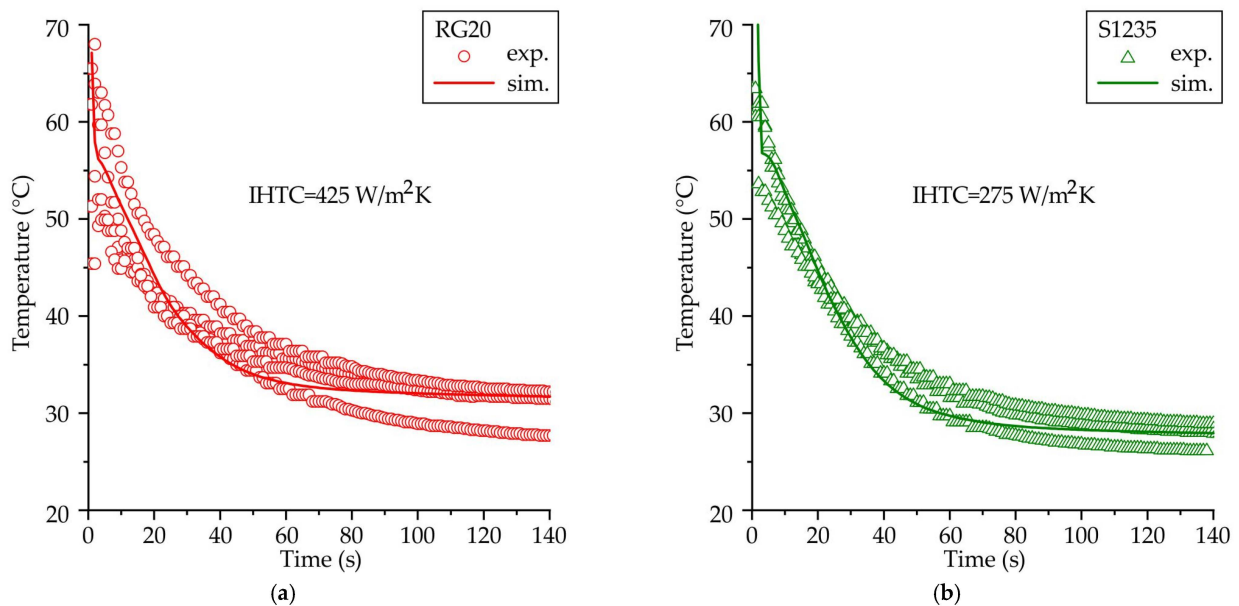 RG20
exp.
sim.
IHTC=425 W/m²K
Temperature (°C)
70
60
50
40
30
20
0 20 40 60 80 100 120 140
Time (s)
(a)
S1235
exp.
sim.
IHTC=275 W/m²K
Temperature (°C)
70
60
50
40
30
20
0 20 40 60 80 100 120 140
Time (s)
(b)